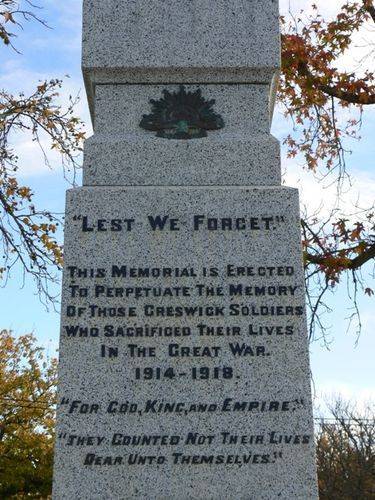 "LEST WE FORGET."
THIS MEMORIAL IS ERECTED
TO PERPETUATE THE MEMORY
OF THOSE CRESWICK SOLDIERS
WHO SACRIFICED THEIR LIVES
IN THE GREAT WAR.
1914-1918.
"FOR GOD, KING, AND EMPIRE,"
"THEY COUNTED NOT THEIR LIVES
DEAR UNTO THEMSELVES."